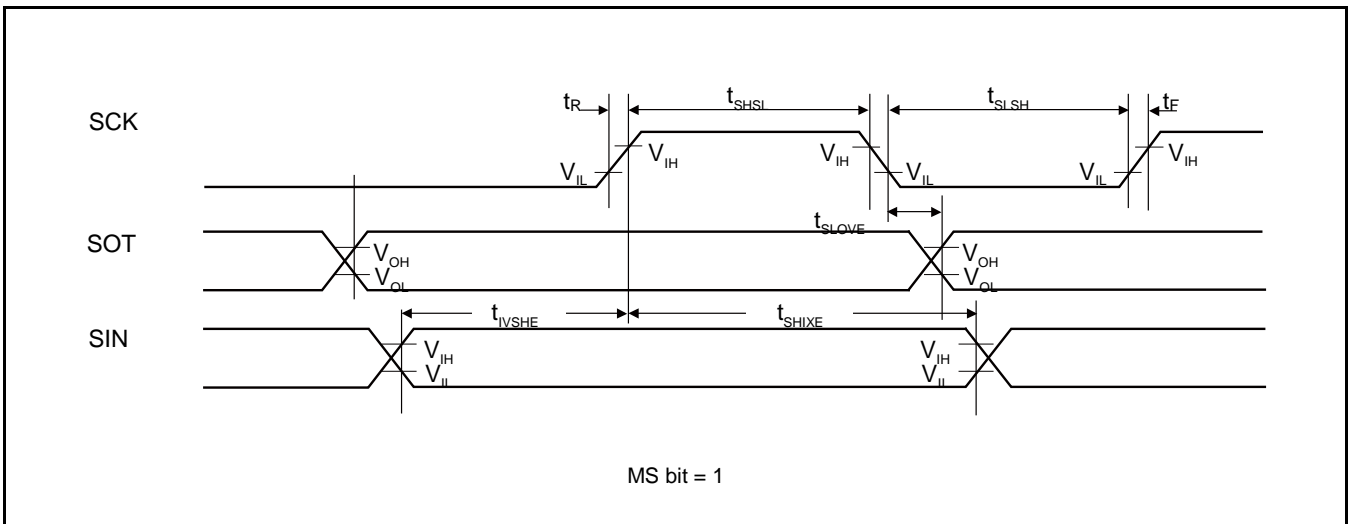 t_R t_SHSL t_SLSH t_F
SCK
V_IH V_IH V_IH
V_IL V_IL V_IL
t_SLOVE
SOT
V_OH V_OH
V_OL V_OL
t_IVSHE t_SHIXE
SIN
V_IH V_IH
V_IL V_IL
MS bit = 1